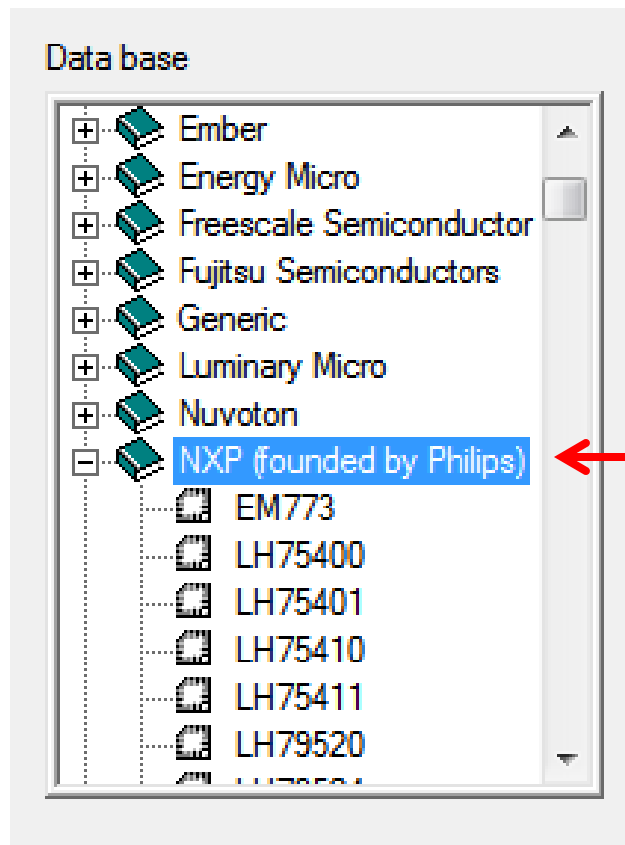 Data base
Ember
Energy Micro
Freescale Semiconductor
Fujitsu Semiconductors
Generic
Luminary Micro
Nuvoton
NXP (founded by Philips)
EM773
LH75400
LH75401
LH75410
LH75411
LH79520